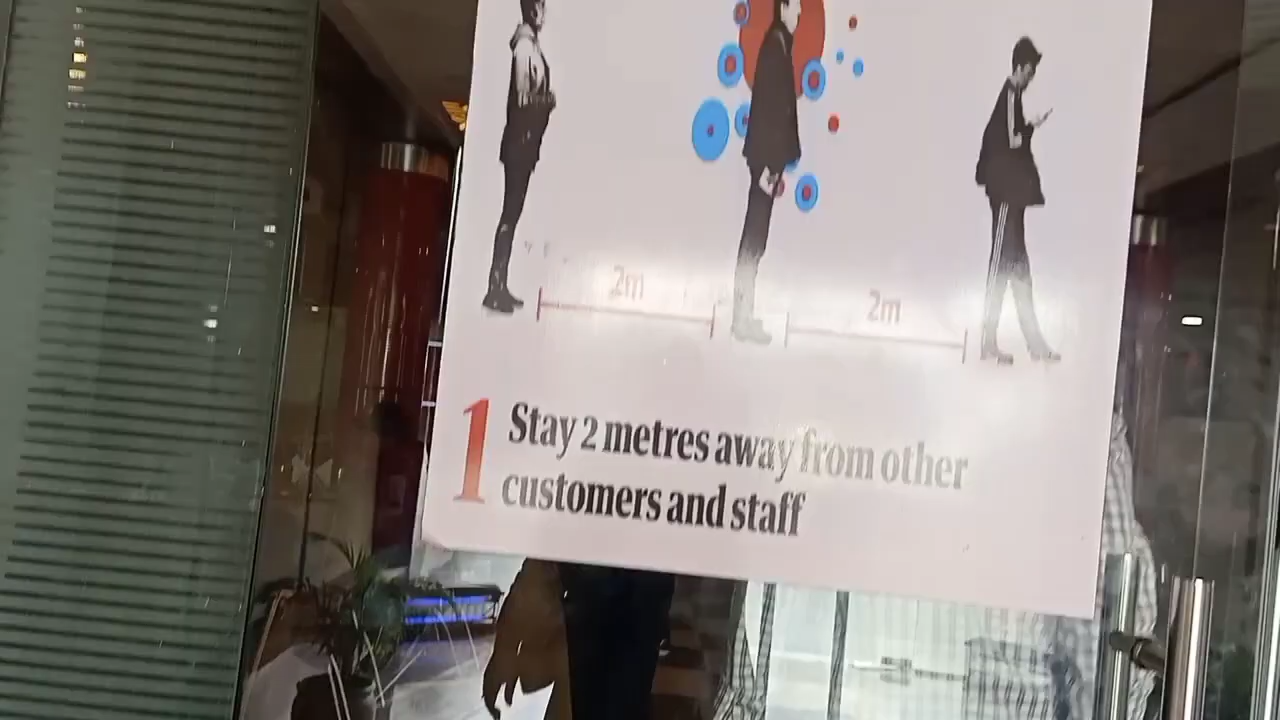 2m
2m
1 Stay 2 metres away from other
customers and staff